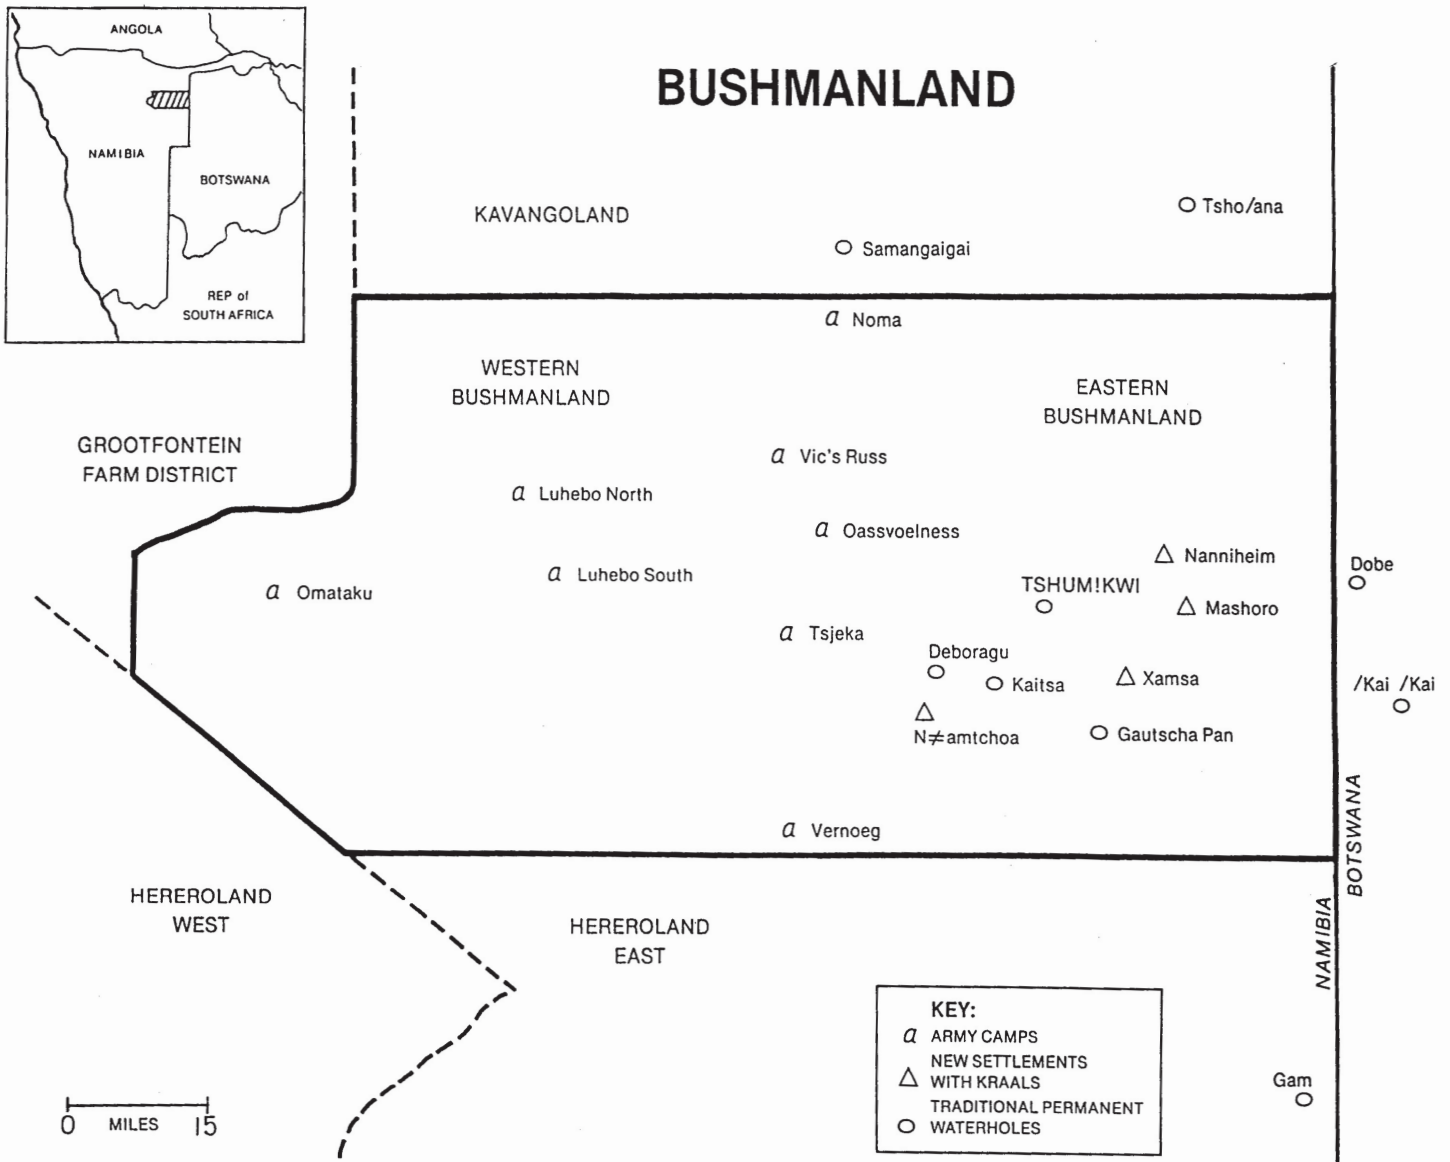 ANGOLA
NAMIBIA
BOTSWANA
REP of
SOUTH AFRICA
BUSHMANLAND
KAVANGOLAND
Tsho/ana
Samangaigai
a Noma
WESTERN
BUSHMANLAND
EASTERN
BUSHMANLAND
GROOTFONTEIN
FARM DISTRICT
a Vic's Russ
a Luhebo North
a Oassvoelness
Nanniheim
Dobe
a Luhebo South
TSHUM!KWI
a Omataku
Mashoro
a Tsjeka
Deboragu
Kaitsa
Xamsa
/Kai /Kai
N≠amtchoa
Gautscha Pan
a Vernoeg
BOTSWANA
NAMIBIA
HEREROLAND
WEST
HEREROLAND
EAST
KEY:
a ARMY CAMPS
NEW SETTLEMENTS
WITH KRAALS
TRADITIONAL PERMANENT
WATERHOLES
Gam
0 MILES 15